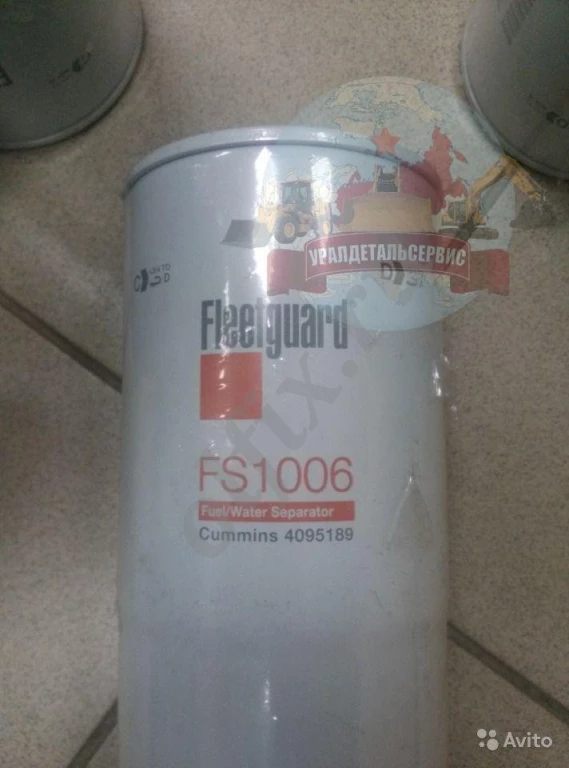 УРАЛДЕТАЛЬСЕРВИС
Fleetguard
FS1006
Fuel/Water Separator
Cummins 4095189
Avito